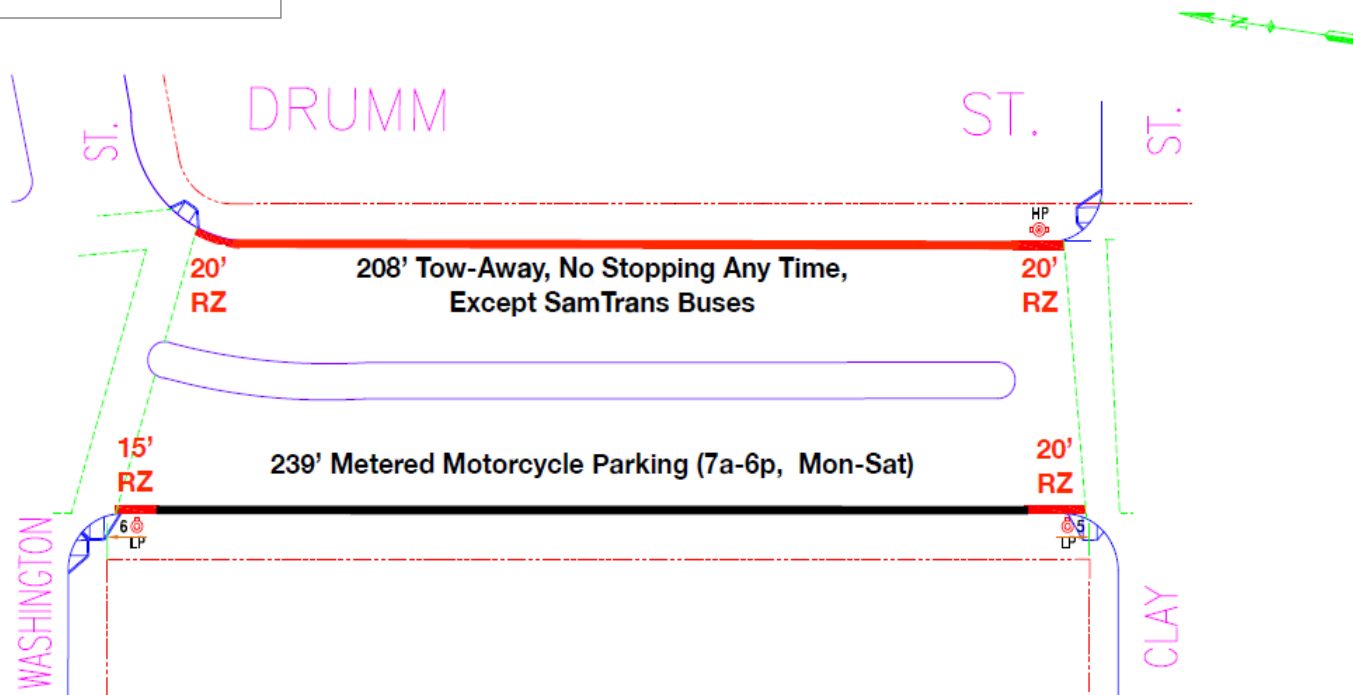 N
DRUMM ST.
ST.
ST.
HP
20’
RZ
208’ Tow-Away, No Stopping Any Time,
Except SamTrans Buses
20’
RZ
15’
RZ
239’ Metered Motorcycle Parking (7a-6p, Mon-Sat)
20’
RZ
6
LP
5
LP
WASHINGTON
CLAY